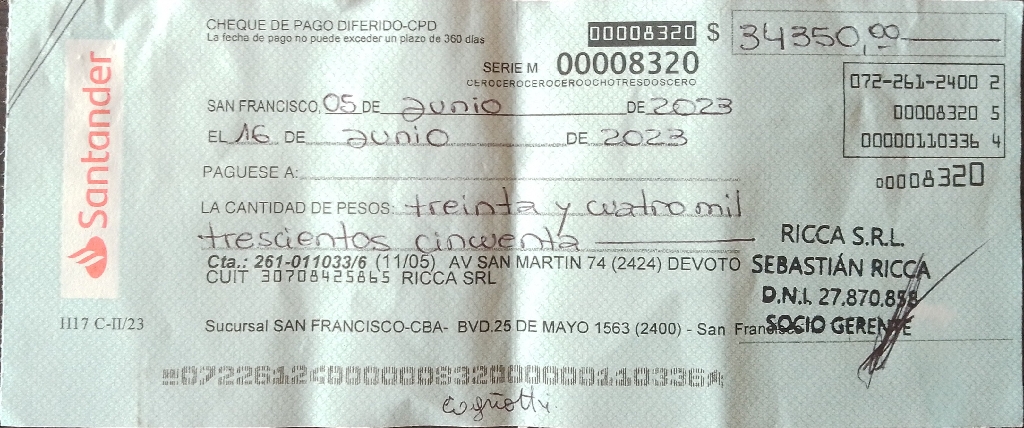 CHEQUE DE PAGO DIFERIDO-CPD
La fecha de pago no puede exceder un plazo de 360 días
00008320 $ 34350,00
SERIE M 00008320
CEROCEROCEROCEROOCHOTRESDOSCERO
072-261-2400 2
00008320 5
00000110336 4
00008320
SAN FRANCISCO, 05 DE Junio DE 2023
EL 16 DE Junio DE 2023
PAGUESE A:
LA CANTIDAD DE PESOS: treinta y cuatro mil
trescientos cincuenta
Cta.: 261-011033/6 (11/05) AV SAN MARTIN 74 (2424) DEVOTO
CUIT 30708425865 RICCA SRL
RICCA S.R.L.
SEBASTIÁN RICCA
D.N.I. 27.870.858
SOCIO GERENTE
Santander
H17 C-II/23
Sucursal SAN FRANCISCO-CBA- BVD.25 DE MAYO 1563 (2400) - San Francisco